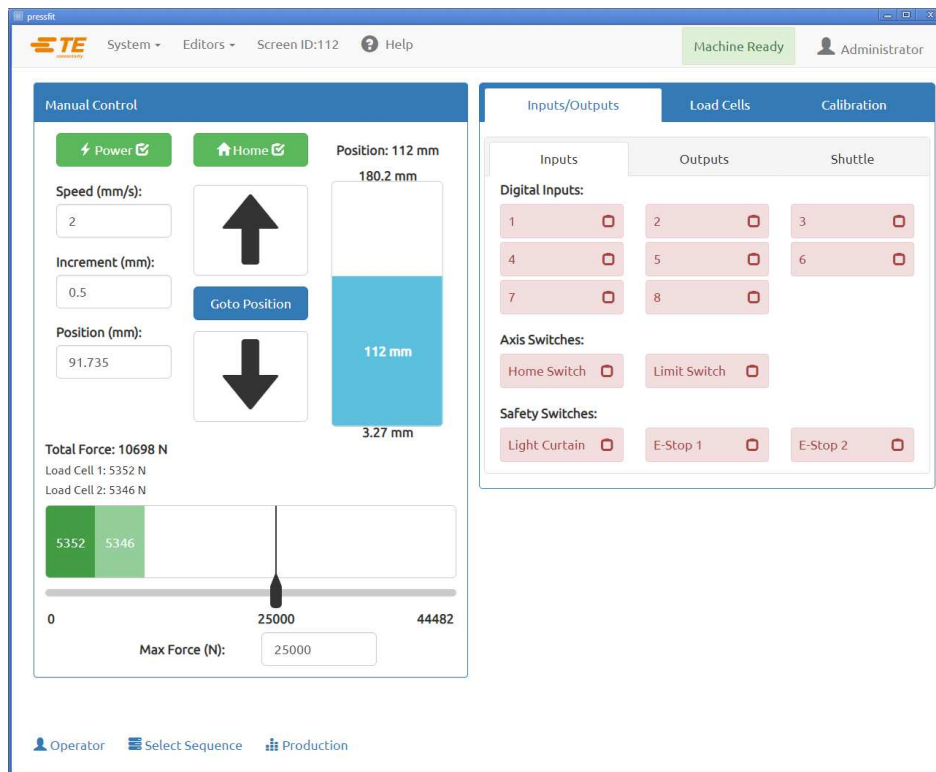 pressfit
TE connectivity System Editors Screen ID:112 Help Machine Ready Administrator
Manual Control
Power Home Position: 112 mm
180.2 mm
Speed (mm/s):
2
Increment (mm):
0.5
Goto Position
Position (mm):
91.735
112 mm
3.27 mm
Total Force: 10698 N
Load Cell 1: 5352 N
Load Cell 2: 5346 N
5352 5346
0 25000 44482
Max Force (N): 25000
Inputs/Outputs Load Cells Calibration
Inputs Outputs Shuttle
Digital Inputs:
1 2 3
4 5 6
7 8
Axis Switches:
Home Switch Limit Switch
Safety Switches:
Light Curtain E-Stop 1 E-Stop 2
Operator Select Sequence Production